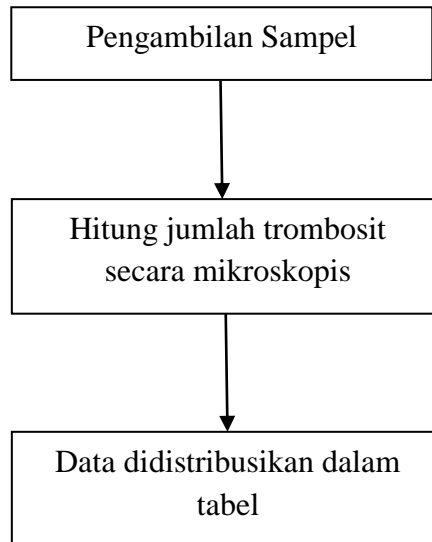 Pengambilan Sampel
Hitung jumlah trombosit
secara mikroskopis
Data didistribusikan dalam
tabel